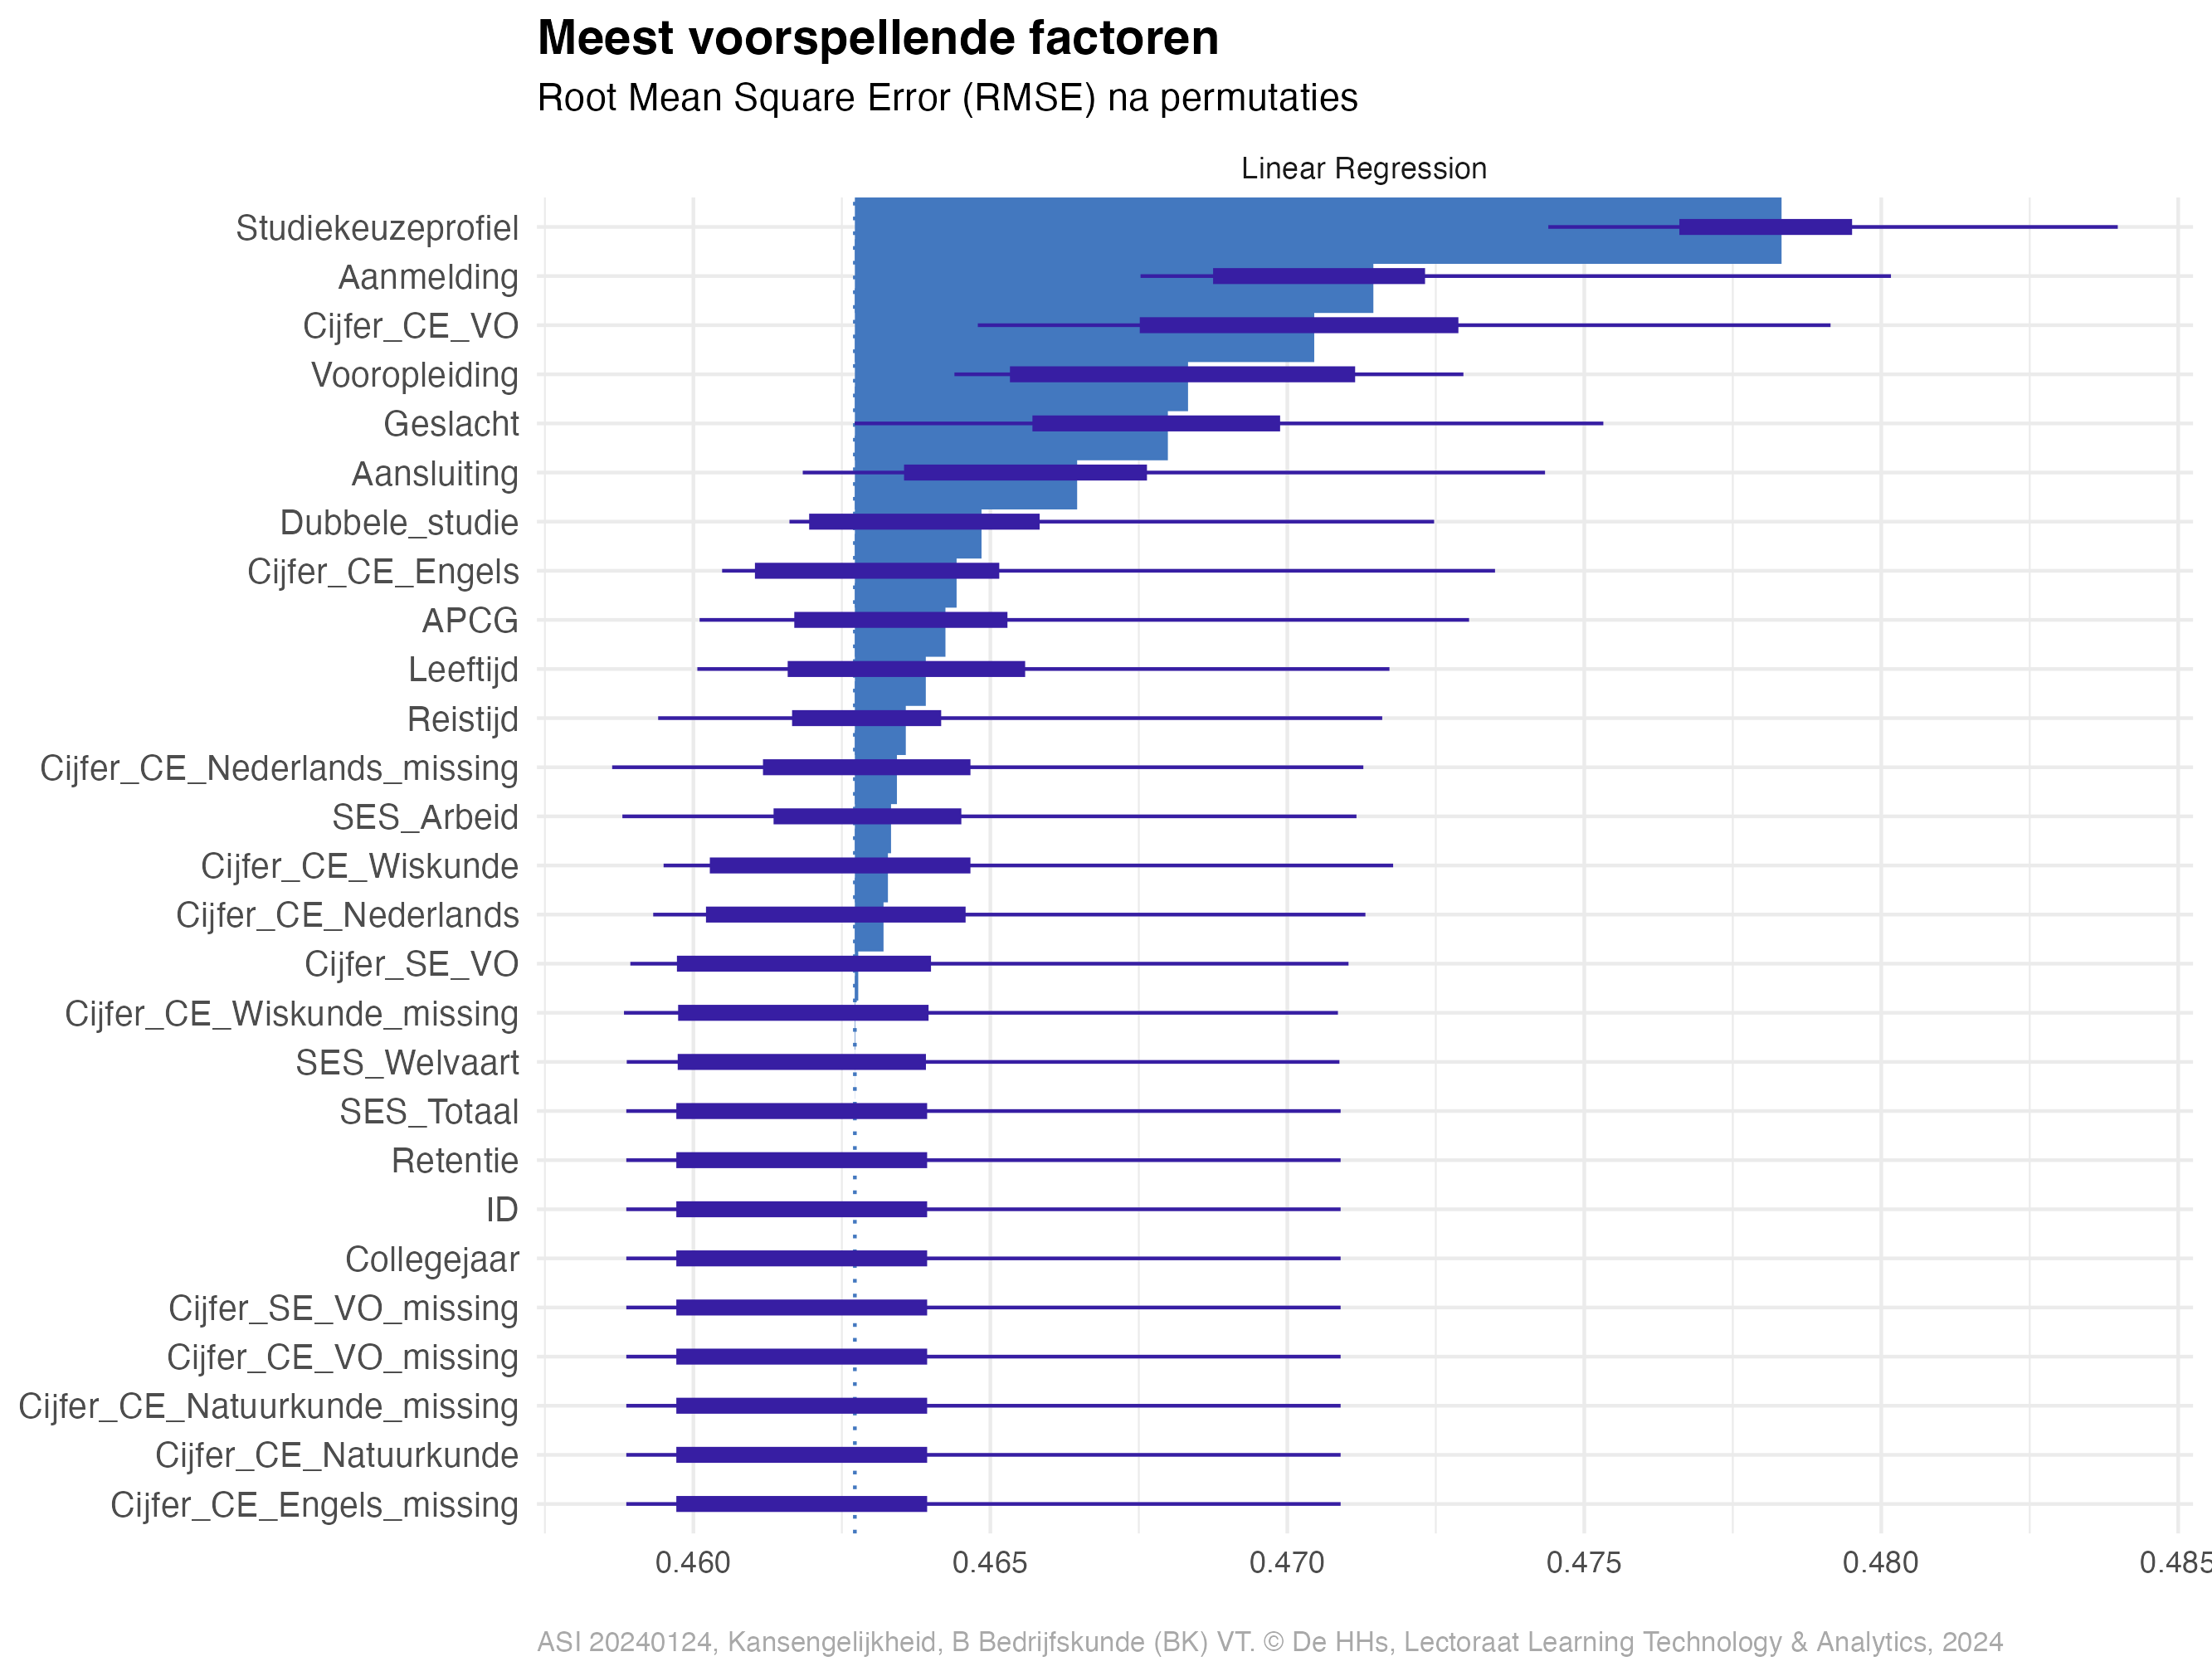 Meest voorspellende factoren
Root Mean Square Error (RMSE) na permutaties
Linear Regression
Studiekeuzeprofiel
Aanmelding
Cijfer_CE_VO
Vooropleiding
Geslacht
Aansluiting
Dubbele_studie
Cijfer_CE_Engels
APCG
Leeftijd
Reistijd
Cijfer_CE_Nederlands_missing
SES_Arbeid
Cijfer_CE_Wiskunde
Cijfer_CE_Nederlands
Cijfer_SE_VO
Cijfer_CE_Wiskunde_missing
SES_Welvaart
SES_Totaal
Retentie
ID
Collegejaar
Cijfer_SE_VO_missing
Cijfer_CE_VO_missing
Cijfer_CE_Natuurkunde_missing
Cijfer_CE_Natuurkunde
Cijfer_CE_Engels_missing
0.460 0.465 0.470 0.475 0.480 0.485
ASI 20240124, Kansengelijkheid, B Bedrijfskunde (BK) VT. © De HHs, Lectoraat Learning Technology & Analytics, 2024